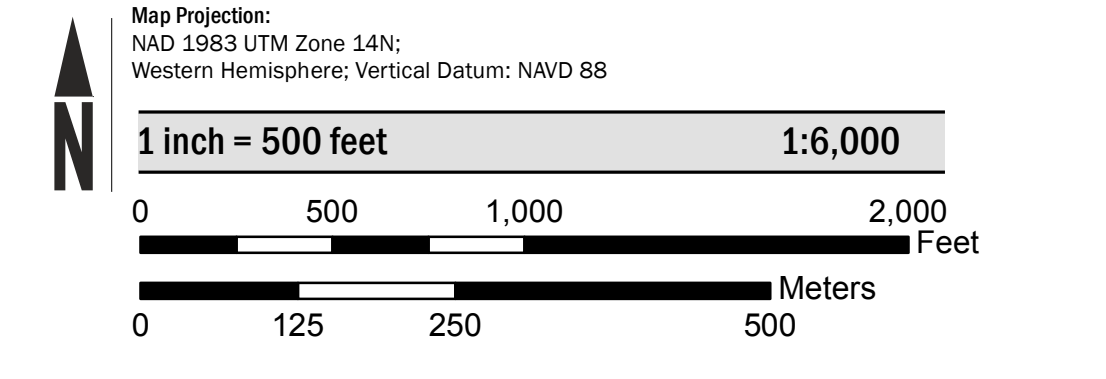 Map Projection:
NAD 1983 UTM Zone 14N;
Western Hemisphere; Vertical Datum: NAVD 88
N
1 inch = 500 feet 1:6,000
0 500 1,000 2,000
Feet
Meters
0 125 250 500